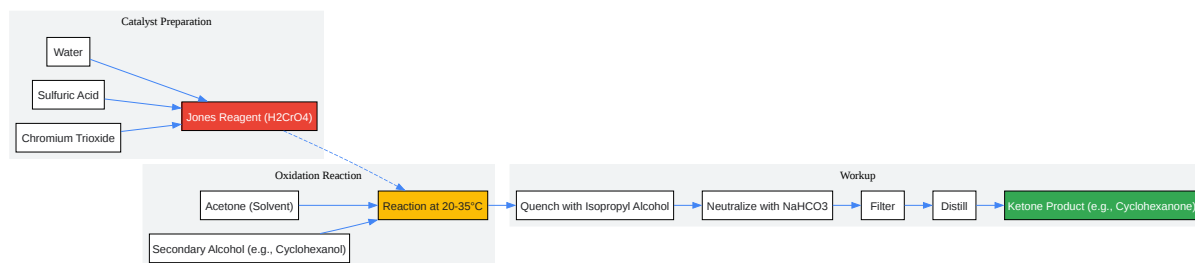 Catalyst Preparation
Water
Sulfuric Acid
Jones Reagent (H2CrO4)
Chromium Trioxide
Oxidation Reaction
Workup
Acetone (Solvent)
Reaction at 20-35°C
Quench with Isopropyl Alcohol
Neutralize with NaHCO3
Filter
Distill
Ketone Product (e.g., Cyclohexanone)
Secondary Alcohol (e.g., Cyclohexanol)